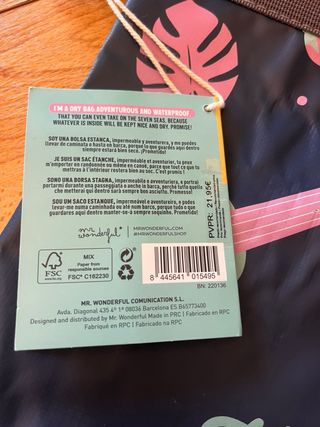 I'M A DRY BAG ADVENTUROUS AND WATERPROOF
THAT YOU CAN EVEN TAKE ON THE SEVEN SEAS. BECAUSE
WHATEVER IS INSIDE WILL BE KEPT NICE AND DRY. PROMISE!
SOY UNA BOLSA ESTANCA, impermeable y aventurera, y me puedes
llevar de caminata o hasta en barca, porque lo que guardes aquí dentro
estará siempre bien seco. ¡Prometido!
JE SUIS UN SAC ÉTANCHE, imperméable et aventurier, tu peux
m'emporter en randonnée ou même en canoë, parce que tout ce que tu
mettras à l'intérieur restera bien au sec. C'est promis !
SONO UNA BORSA STAGNA, impermeabile e avventuriera, e potrai
portarmi durante una passeggiata e anche in barca, perché tutto quello
che metterai qui dentro sarà sempre ben asciutto. Promesso!
SOU UM SACO ESTANQUE, impermeável e aventureiro, e podes
levar-me numa caminhada ou até num barco, porque tudo o que
guardares aqui dentro manter-se-á sempre sequinho. Prometido!
mr. wonderful
MRWONDERFUL.COM
#MRWONDERFULSHOP
PVPR: 21.95€
FSC
MIX
Paper from
responsible sources
FSC® C162230
8 445641 015495
BN: 220136
MR. WONDERFUL COMUNICATION S.L.
Avda. Diagonal 435 4º 1ª 08036 Barcelona ES B65773400
Designed and distributed by Mr. Wonderful Made in PRC | Fabricado en RPC
Fabriqué en RPC | Fabricado na RPC